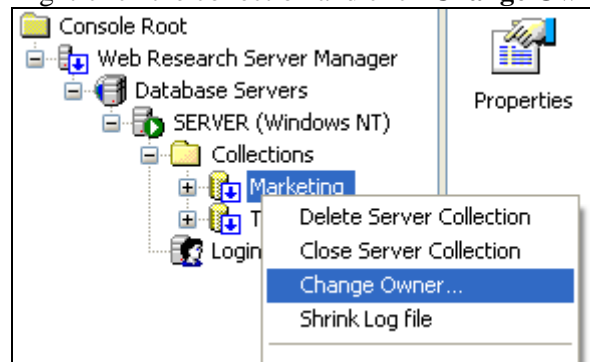 Console Root
Web Research Server Manager
Database Servers
Properties
SERVER (Windows NT)
Collections
Marketing
T
Delete Server Collection
Login
Close Server Collection
Change Owner...
Shrink Log file